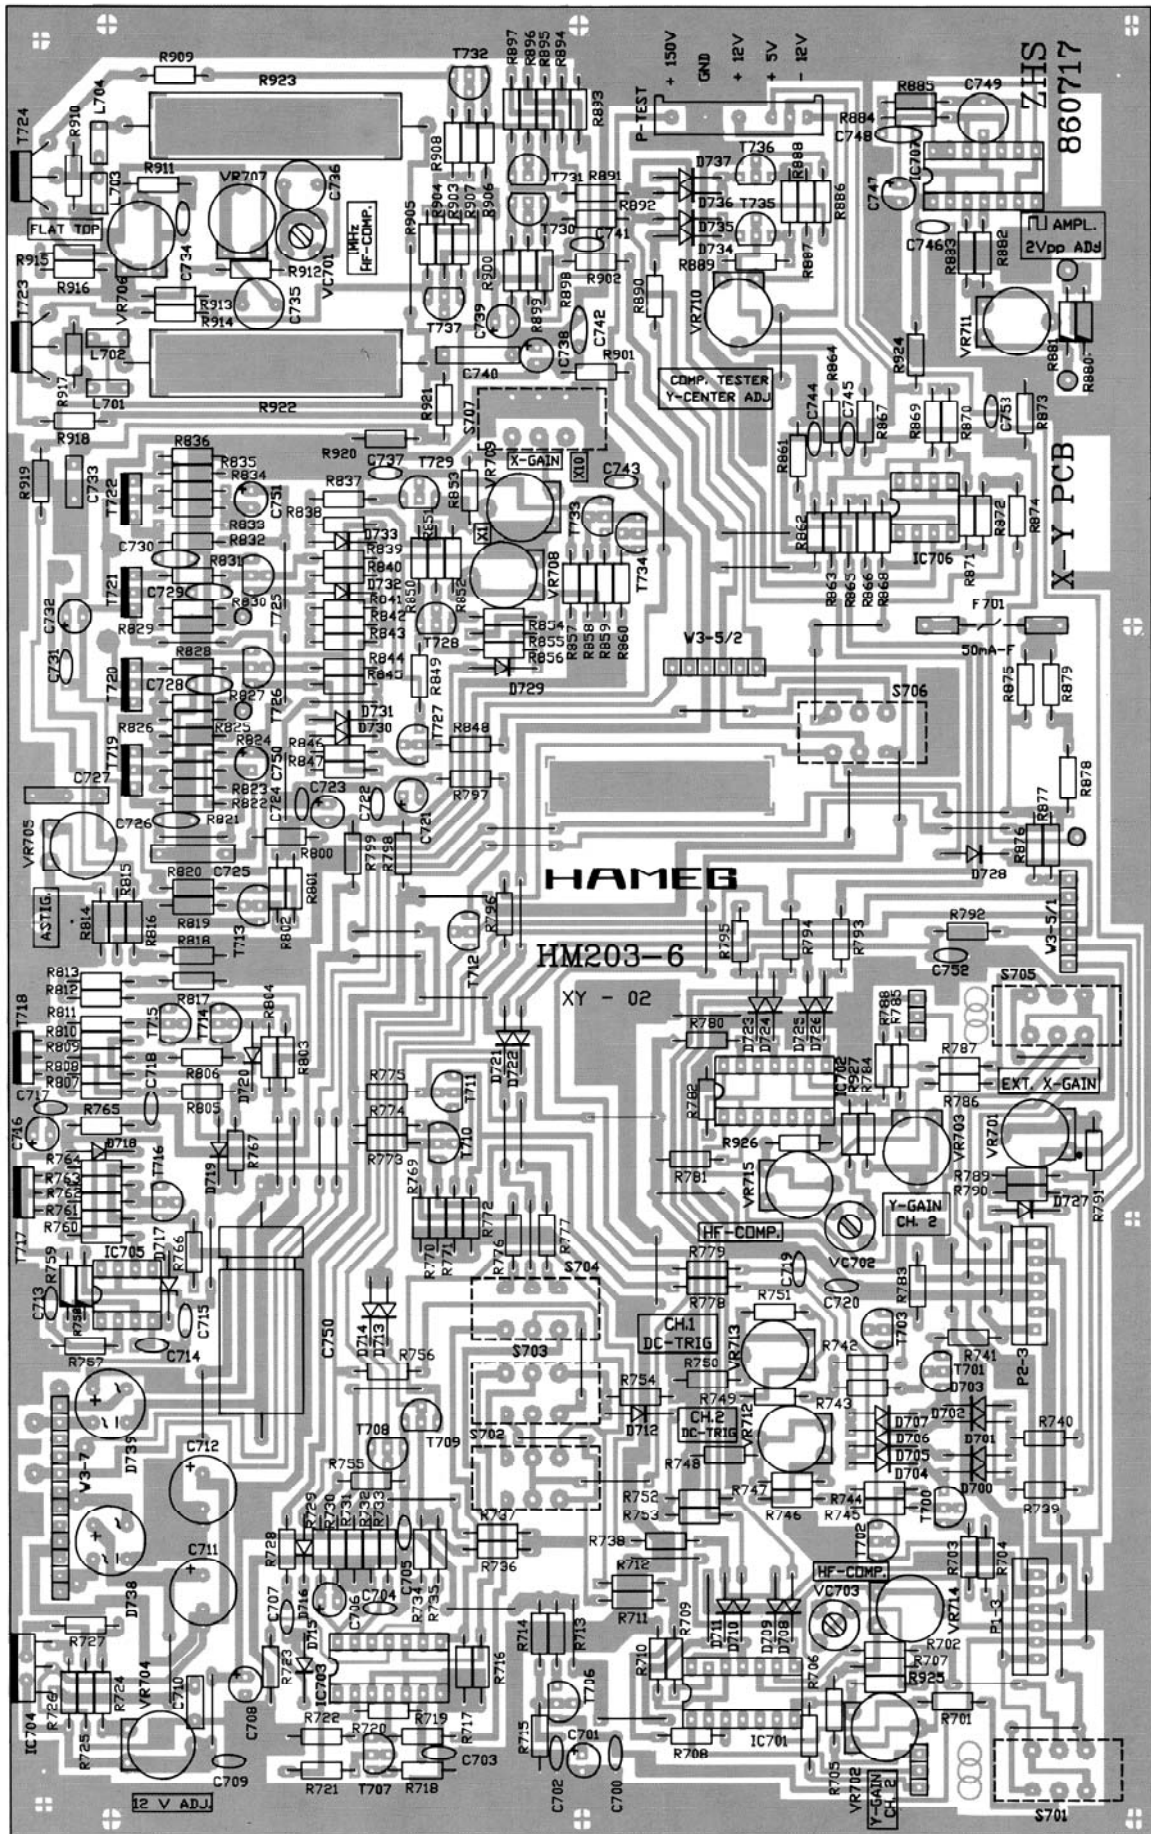 R909
R923
L704
T724
R910
L703
R911
VR707
C736
FLAT TOP
R915
R916
VR706
C734
R912
VC701
1MHz
HF-COMP.
R913
R914
C735
T723
L702
R917
L701
R918
R922
T732
R897
R896
R895
R894
R893
R908
T731
R891
R892
R904
R903
R907
R906
R905
T730
C741
R902
R900
R898
R899
T737
C739
C738
C742
C740
R901
R921
S707
R920
+ 150V
GND
+ 12V
+ 5V
- 12V
P-TEST
D737
D736
D735
D734
T736
T735
R888
R886
R887
R889
R890
VR710
COMP. TESTER
Y-CENTER ADJ
R885
R884
C748
C749
IC707
C747
C746
R883
R882
ZHS
860717
AMPL.
2Vpp ADJ
VR711
R881
R880
R924
R864
C744
C745
R867
R869
R870
C753
R873
R861
R862
R863
R865
R866
R868
IC706
R871
R872
R874
X-Y PCB
F701
50mA-F
R875
R879
R919
C733
R836
R835
R834
T722
C751
R833
R832
C730
R831
T721
C729
R830
T725
C732
R829
C731
R828
T720
C728
R827
T726
R826
R825
R824
T719
C750
R823
R822
C727
C724
C726
R821
VR705
C737
T729
R853
VR709
X-GAIN
X10
X1
C743
T733
T734
R837
R838
D733
R839
R840
D732
R841
R842
R843
R844
R845
D731
D730
R846
R847
R851
R850
R852
T728
VR708
R854
R855
R856
D729
R857
R858
R859
R860
R849
T727
R848
R797
C723
C722
C721
R800
R799
R798
W3-5/2
S706
R878
R877
R876
D728
R820
C725
R801
R802
ASTIG.
R814
R815
R816
R819
T713
R818
R813
R812
R817
R804
HAMEG
HM203-6
XY - 02
R796
T712
R795
R794
R793
R792
C752
W3-5/1
S705
T718
R811
R810
R809
R808
R807
T715
T714
C718
R806
D720
R803
C717
R765
R805
C716
D718
R764
R763
R762
R761
R760
T716
D719
R767
T717
R759
IC705
D717
R766
C713
R758
C715
C714
R757
D721
D722
R775
T711
R774
R773
T710
R769
R770
R771
R772
R776
R777
S704
R780
D723
D724
D725
D726
IC702
R927
R784
R788
R785
R787
R786
EXT. X-GAIN
R782
R926
R781
VR715
VR703
VR701
R789
R790
D727
R791
HF-COMP.
Y-GAIN
CH. 2
VC702
R779
R778
C719
C720
R783
R751
CH.1
DC-TRIG
VR713
R742
T703
R741
P2-3
C750
D714
D713
R756
S703
R750
R749
R754
D712
VR712
CH.2
DC-TRIG
R748
R743
T701
D703
D702
D707
D706
D705
D704
D701
D700
R740
R739
W3-7
D739
C712
T708
T709
S702
R755
R752
R753
R747
R746
R744
R745
T700
T702
R703
R704
D738
C711
R728
R729
R730
R731
R732
R733
C705
R737
R736
R738
R712
R711
HF-COMP.
VC703
VR714
P1-3
C707
D716
C706
C704
R734
R735
R727
VR704
R724
R726
R725
IC704
C710
C708
R723
D715
IC703
R714
R713
R716
R709
R710
D711
D710
D709
D708
R706
R702
R707
R925
R701
T706
C709
R722
R720
R719
R717
R721
T707
R718
C703
R715
C701
C702
C700
R708
IC701
R705
VR702
Y-GAIN
CH. 2
S701
12 V ADJ.